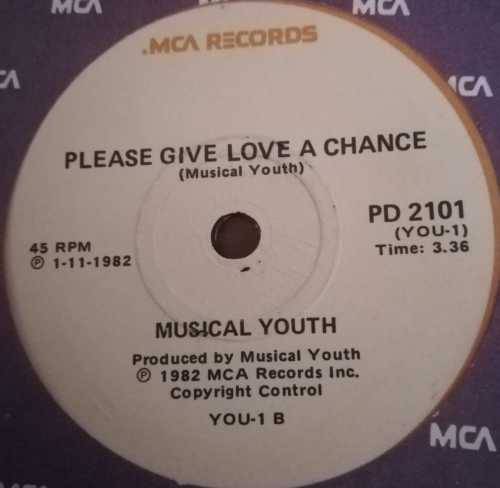 MCA
MCA
.MCA RECORDS
MCA
PLEASE GIVE LOVE A CHANCE
(Musical Youth)
PD 2101
(YOU-1)
Time: 3.36
45 RPM
℗ 1-11-1982
MUSICAL YOUTH
Produced by Musical Youth
℗ 1982 MCA Records Inc.
Copyright Control
YOU-1 B
MCA